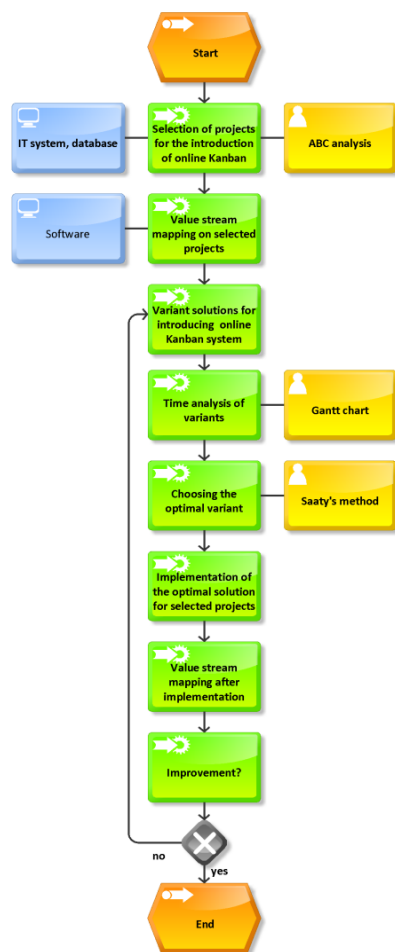 Start
IT system, database
Selection of projects
for the introduction
of online Kanban
ABC analysis
Software
Value stream
mapping on selected
projects
Variant solutions for
introducing online
Kanban system
Time analysis of
variants
Gantt chart
Choosing the
optimal variant
Saaty's method
Implementation of
the optimal solution
for selected projects
Value stream
mapping after
implementation
Improvement?
no
yes
End